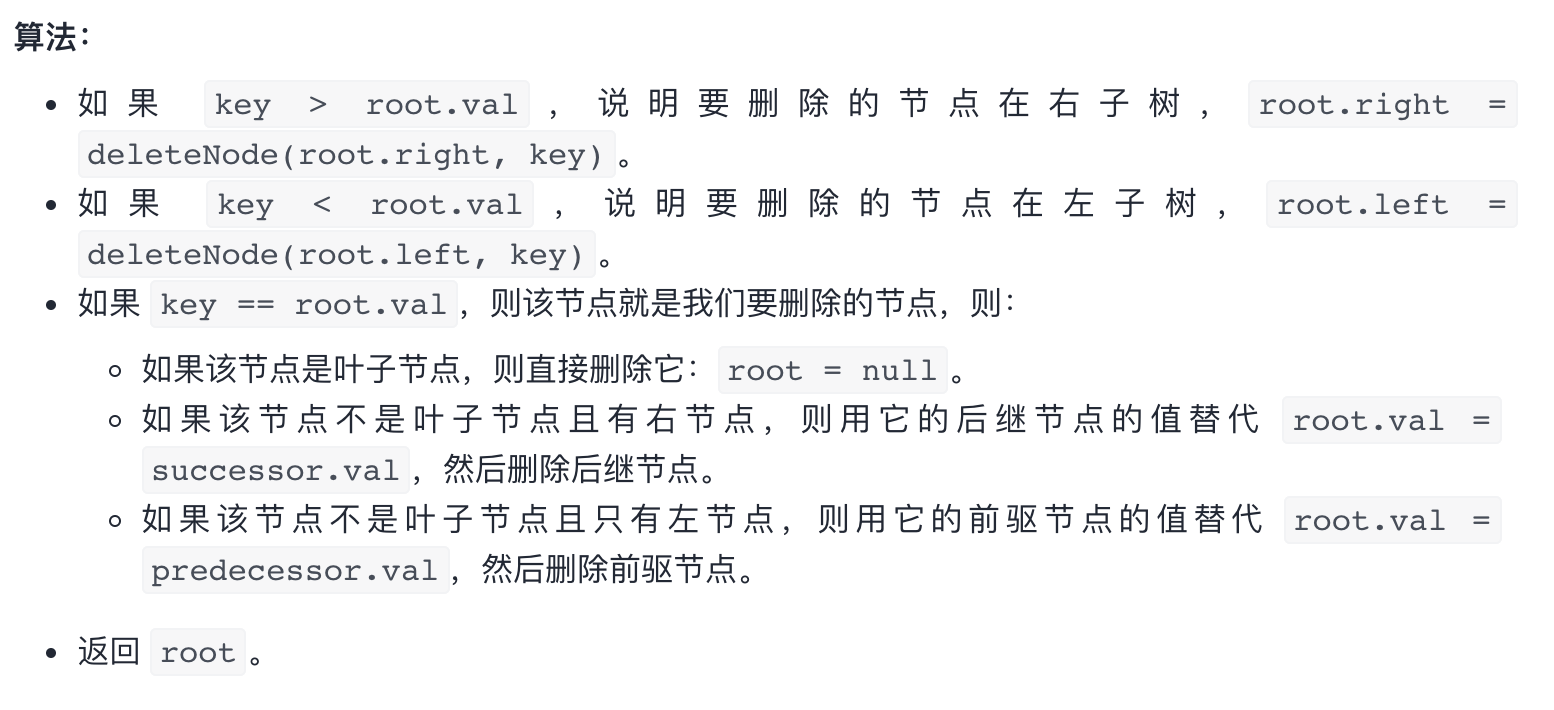 算法：
如果 key > root.val ，说明要删除的节点在右子树，root.right =
deleteNode(root.right, key)。
如果 key < root.val ，说明要删除的节点在左子树，root.left =
deleteNode(root.left, key)。
如果 key == root.val，则该节点就是我们要删除的节点，则：
如果该节点是叶子节点，则直接删除它：root = null。
如果该节点不是叶子节点且有右节点，则用它的后继节点的值替代 root.val =
successor.val，然后删除后继节点。
如果该节点不是叶子节点且只有左节点，则用它的前驱节点的值替代 root.val =
predecessor.val，然后删除前驱节点。
返回 root。